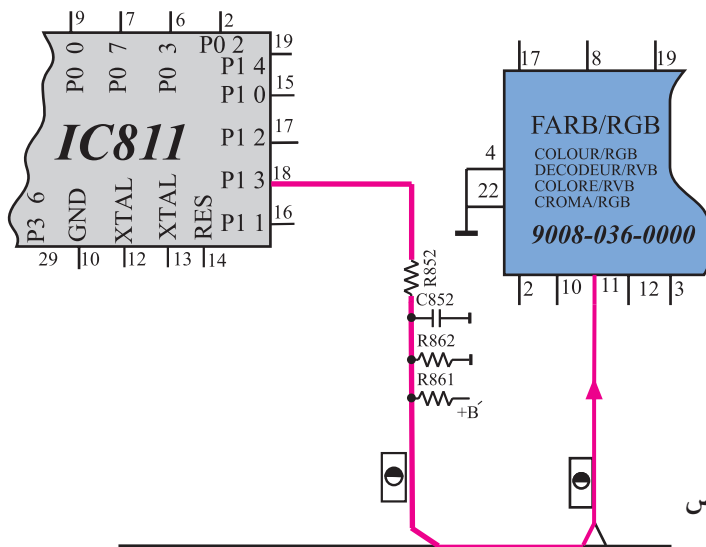 9
7
6
2
P0 0
P0 7
P0 3
P0 2
19
P1 4
15
P1 0
17
P1 2
IC811
18
P1 3
16
P1 1
P3 6
GND
XTAL
XTAL
RES
29
10
12
13
14
R852
C852
R862
R861
+B´
17
8
19
FARB/RGB
4
COLOUR/RGB
DECODEUR/RVB
COLORE/RVB
CROMA/RGB
22
9008-036-0000
2
10
11
12
3